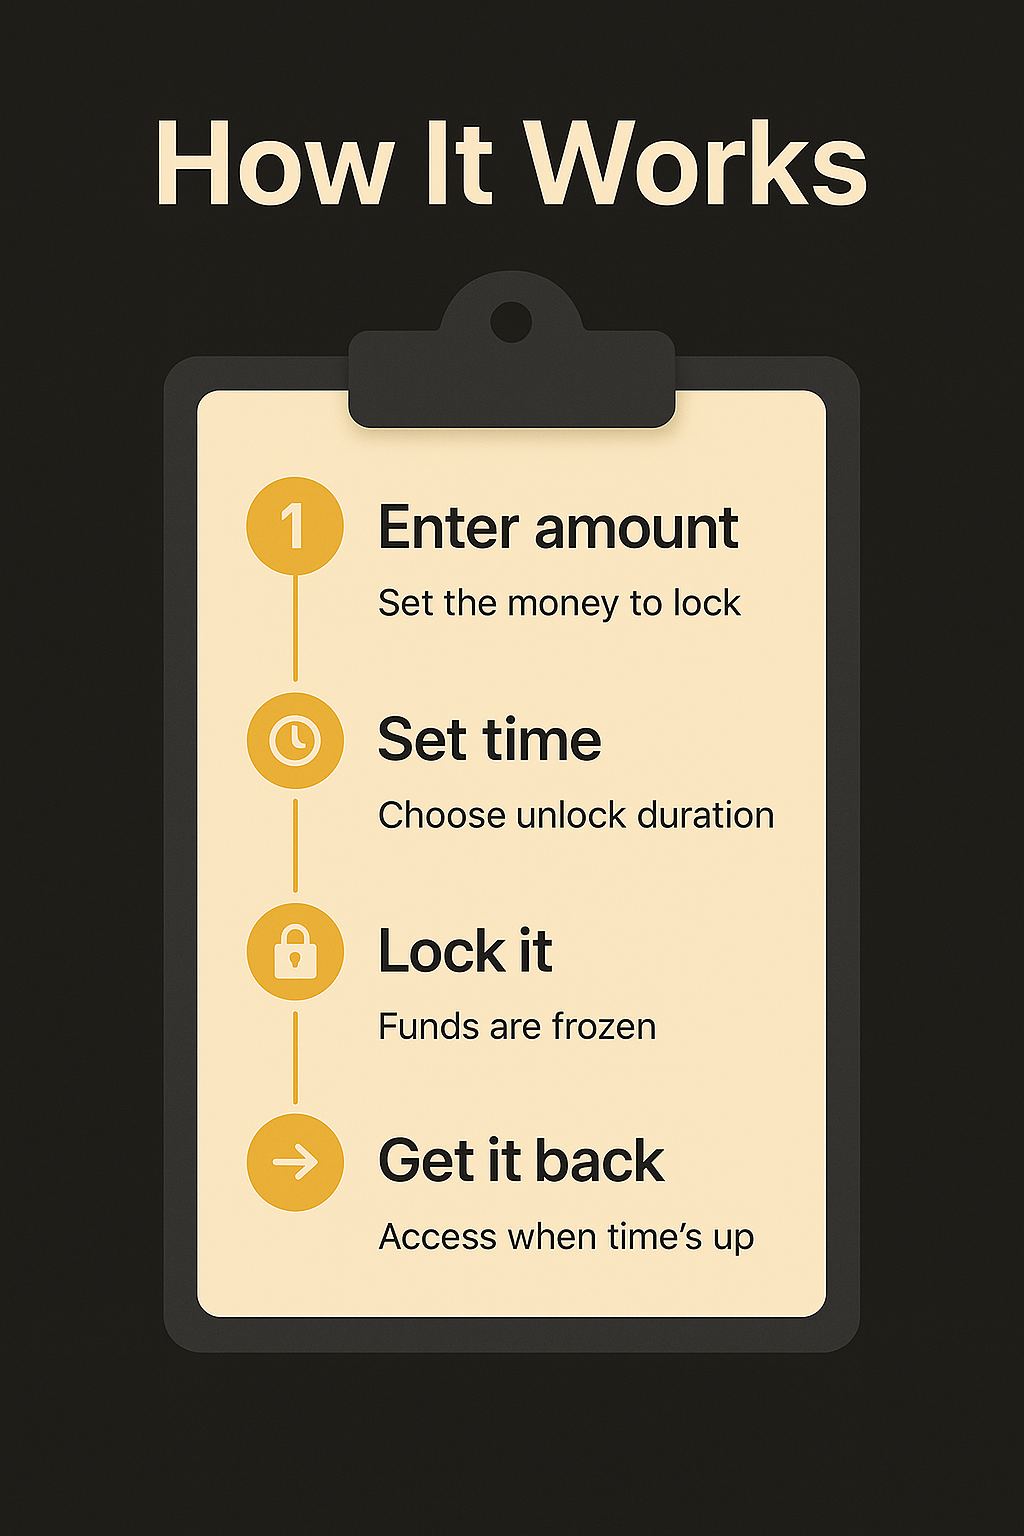 How It Works
1
Enter amount
Set the money to lock
Set time
Choose unlock duration
Lock it
Funds are frozen
Get it back
Access when time’s up